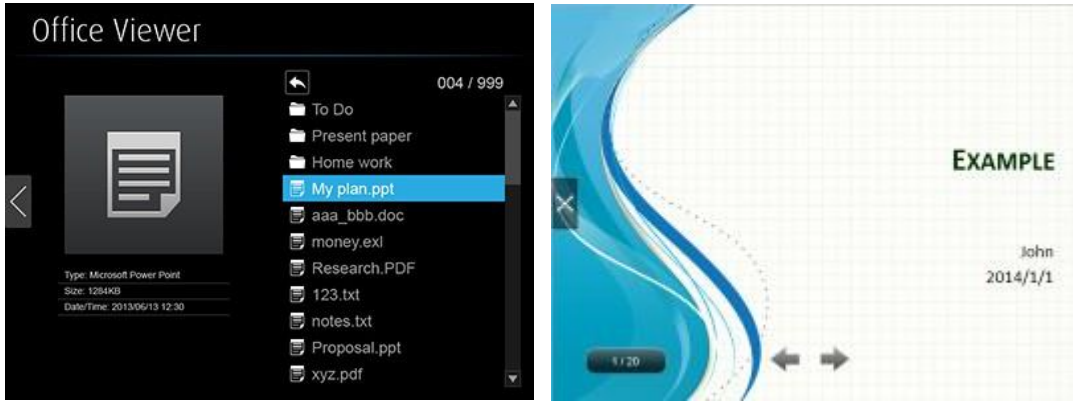 Office Viewer
004 / 999
To Do
Present paper
Home work
My plan.ppt
aaa_bbb.doc
money.exl
Research.PDF
123.txt
notes.txt
Proposal.ppt
xyz.pdf
Type: Microsoft Power Point
Size: 1284KB
Date/Time: 2013/06/13 12:30
EXAMPLE
John
2014/1/1
1 / 20